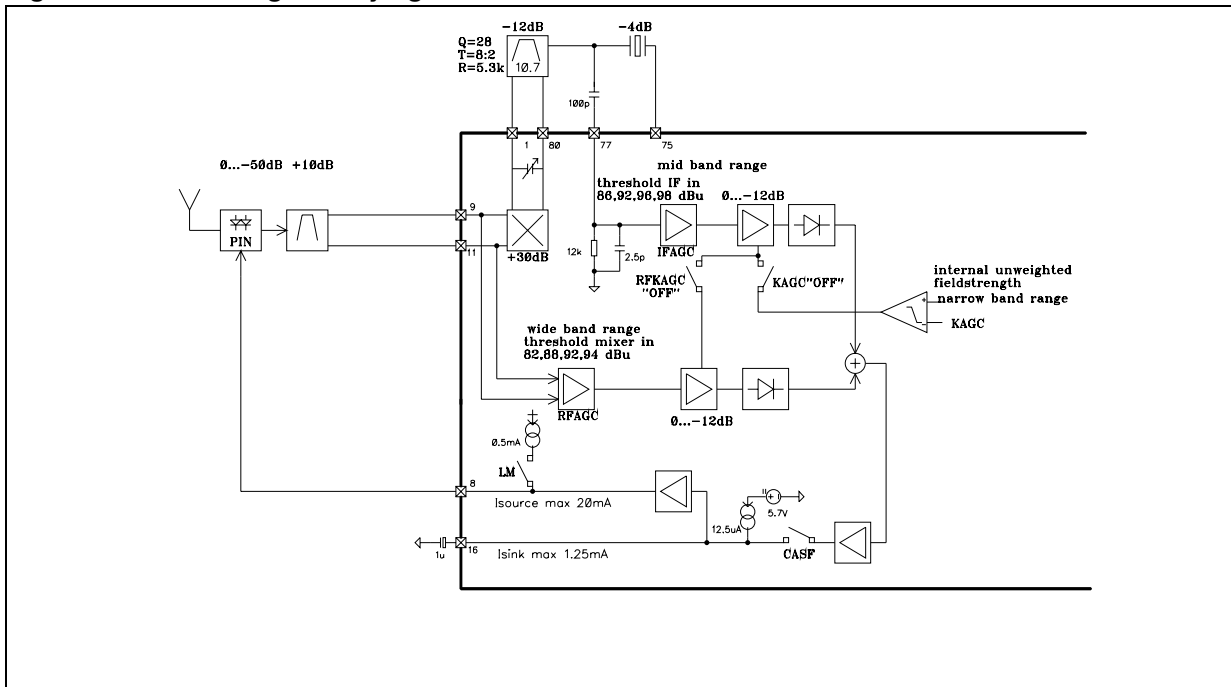 -12dB
-4dB
Q=28
T=8:2
R=5.3k
10.7
100p
1
80
77
75
0...-50dB +10dB
mid band range
threshold IF in
86,92,96,98 dBu
0...-12dB
9
PIN
11
+30dB
12k
2.5p
IFAGC
RFKAGC
"OFF"
KAGC"OFF"
internal unweighted
fieldstrength
narrow band range
+
-
KAGC
wide band range
threshold mixer in
82,88,92,94 dBu
+
RFAGC
0...-12dB
0.5mA
LM
8
Isource max 20mA
12.5uA
5.7V
16
1u
Isink max 1.25mA
CASF